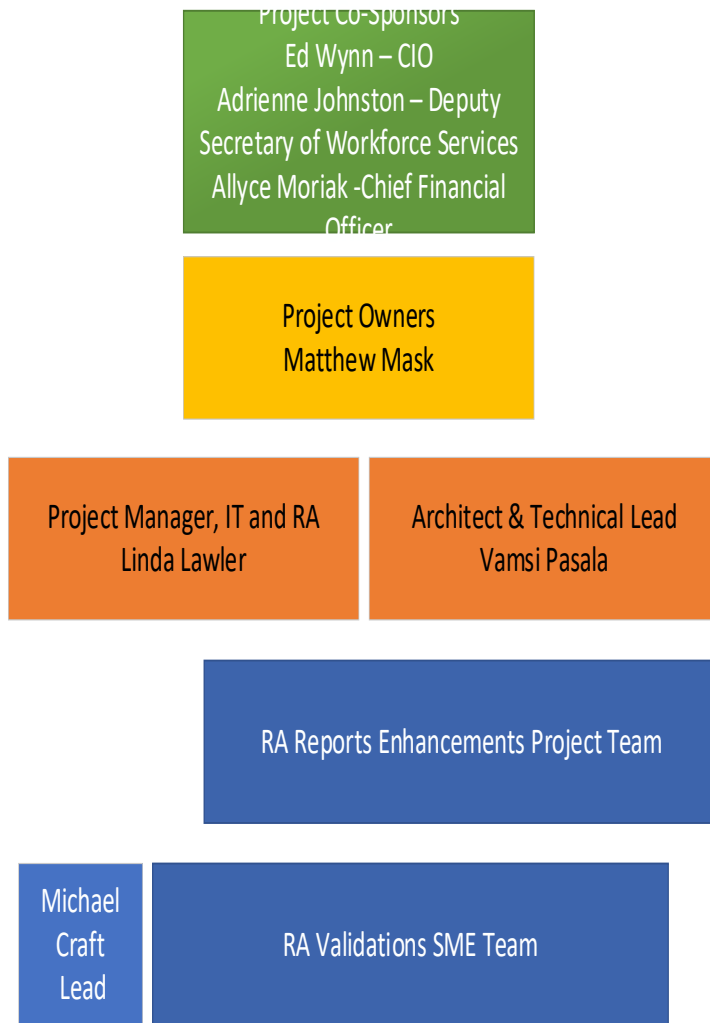 Project Co-Sponsors
Ed Wynn – CIO
Adrienne Johnston – Deputy
Secretary of Workforce Services
Allyce Moriak -Chief Financial
Officer
Project Owners
Matthew Mask
Project Manager, IT and RA
Linda Lawler
Architect & Technical Lead
Vamsi Pasala
RA Reports Enhancements Project Team
Michael
Craft
Lead
RA Validations SME Team